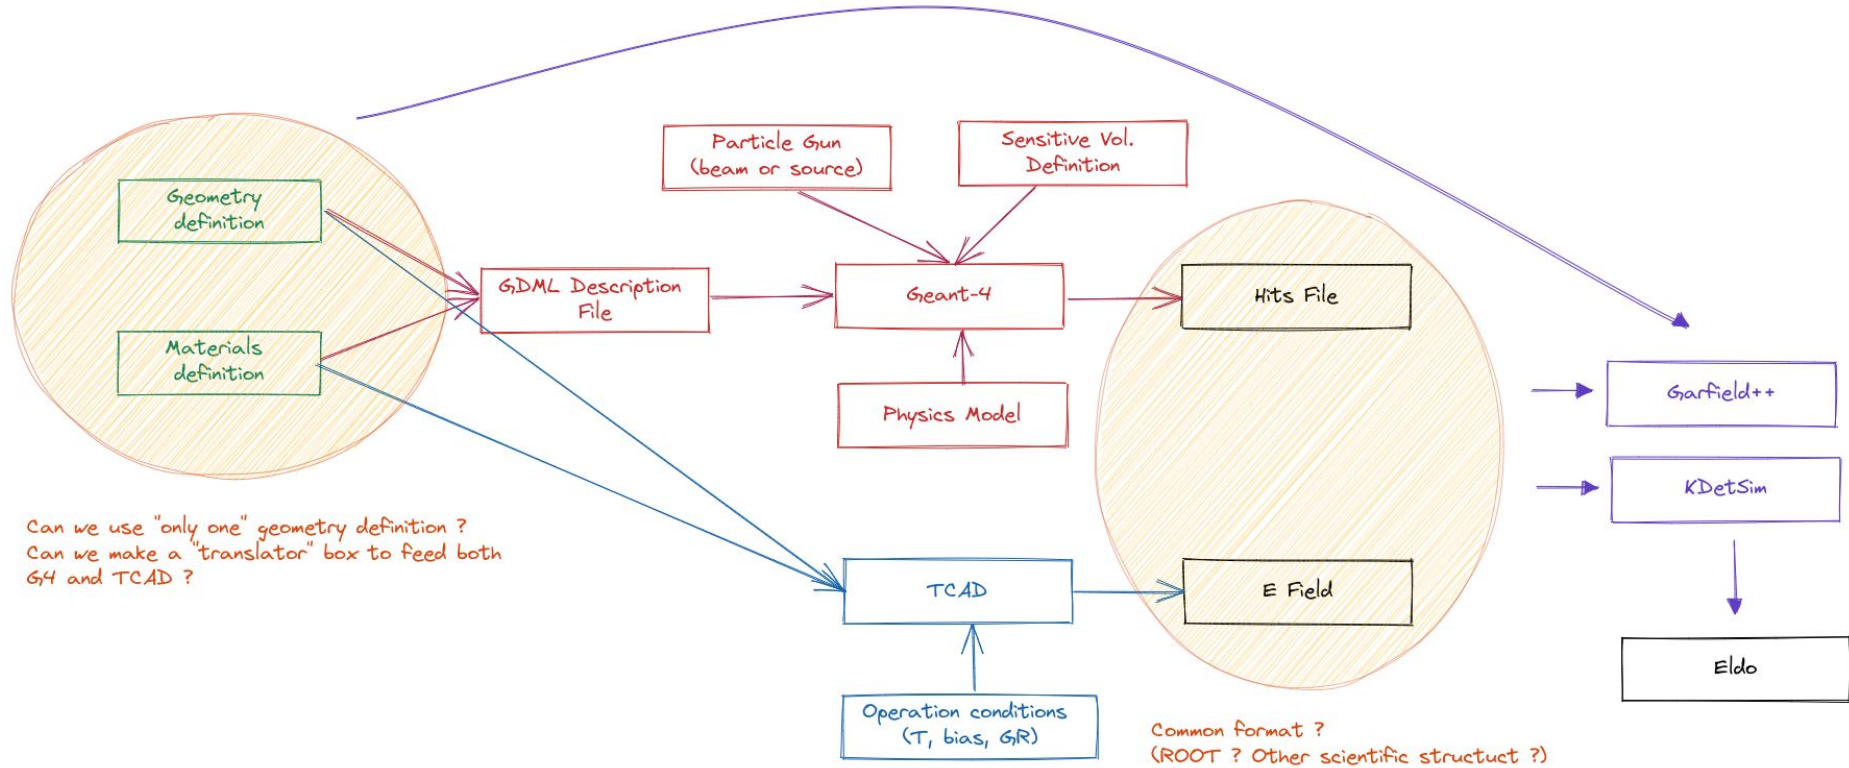 Particle Gun
(beam or source)
Sensitive Vol.
Definition
Geometry
definition
GDML Description
File
Geant-4
Hits File
Materials
definition
Physics Model
Garfield++
KDetSim
Can we use "only one" geometry definition ?
Can we make a "translator" box to feed both
G4 and TCAD ?
TCAD
E Field
Eldo
Operation conditions
(T, bias, GR)
Common format ?
(ROOT ? Other scientific structuct ?)